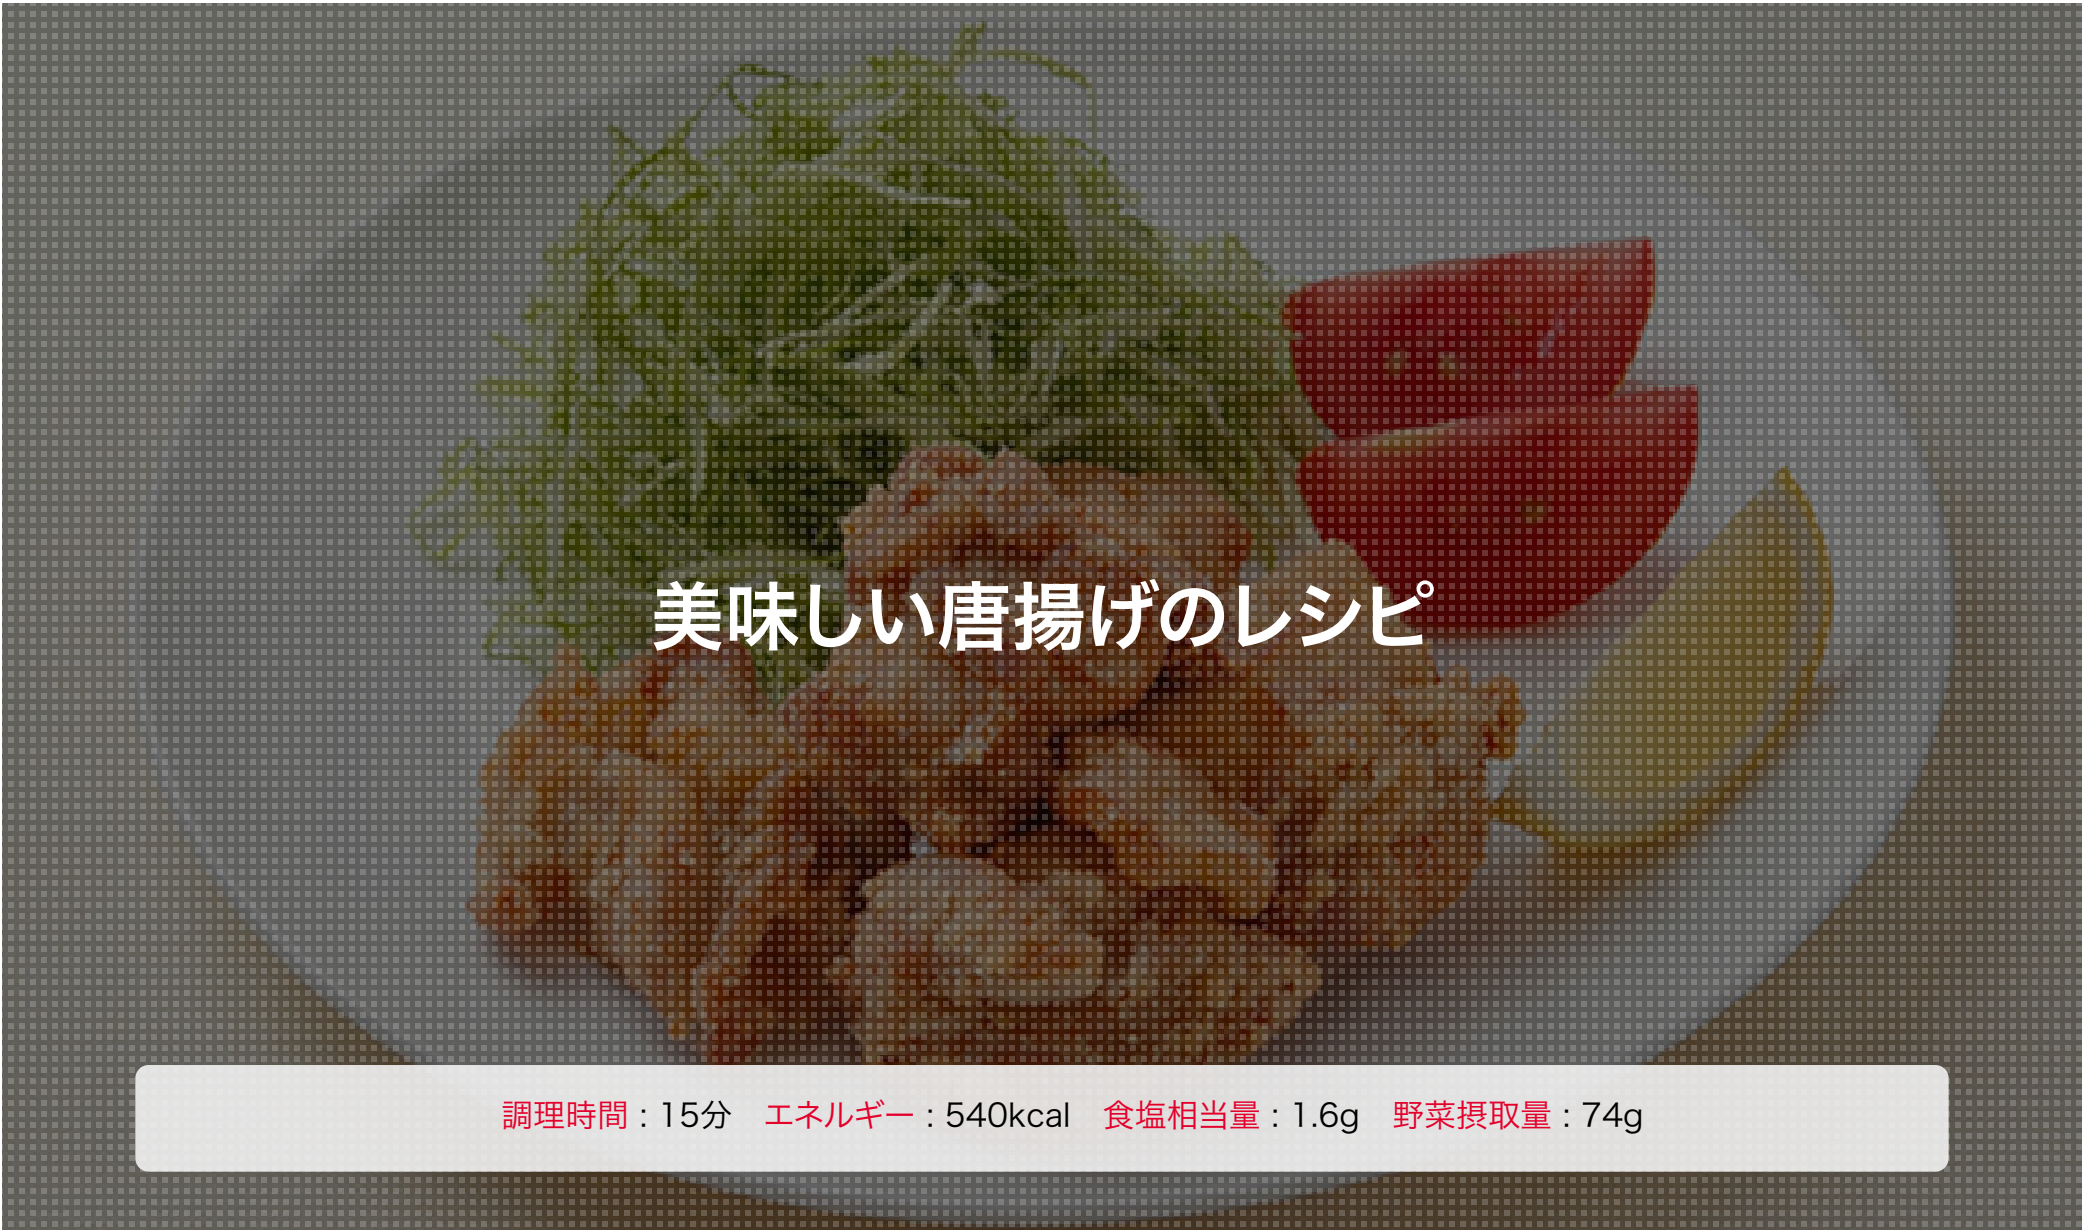 美味しい唐揚げのレシピ
調理時間 : 15分　エネルギー : 540kcal　食塩相当量 : 1.6g　野菜摂取量 : 74g